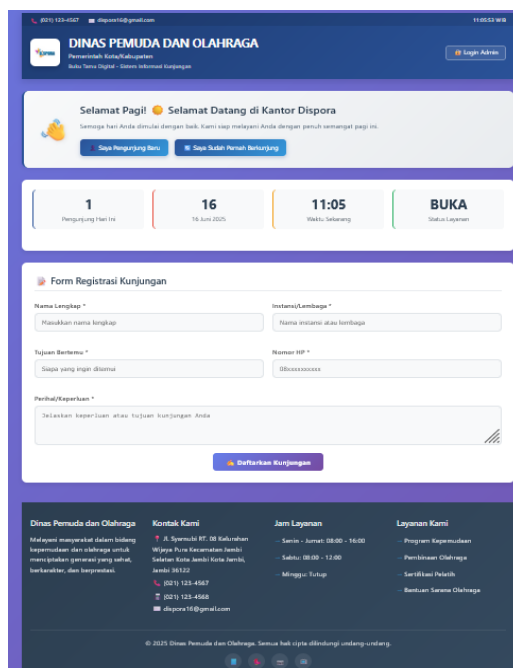 (021) 123-4567 dispora16@gmail.com 11:05:53 WIB
DINAS PEMUDA DAN OLAHRAGA
Pemerintah Kota/Kabupaten
Buku Tamu Digital - Sistem Informasi Kunjungan
Login Admin
Selamat Pagi! Selamat Datang di Kantor Dispora
Semoga hari Anda dimulai dengan baik. Kami siap melayani Anda dengan penuh semangat pagi ini.
Saya Pengunjung Baru
Saya Sudah Pernah Berkunjung
1
Pengunjung Hari Ini
16
16 Juni 2025
11:05
Waktu Sekarang
BUKA
Status Layanan
Form Registrasi Kunjungan
Nama Lengkap *
Masukkan nama lengkap
Instansi/Lembaga *
Nama instansi atau lembaga
Tujuan Bertemu *
Siapa yang ingin ditemui
Nomor HP *
08xxxxxxxxxx
Perihal/Keperluan *
Jelaskan keperluan atau tujuan kunjungan Anda
Daftarkan Kunjungan
Dinas Pemuda dan Olahraga
Melayani masyarakat dalam bidang
kepemudaan dan olahraga untuk
menciptakan generasi yang sehat,
berkarakter, dan berprestasi.
Kontak Kami
Jl. Syamsubi RT. 08 Kelurahan
Wijaya Pura Kecamatan Jambi
Selatan Kota Jambi Kota Jambi,
Jambi 36122
(021) 123-4567
(021) 123-4568
dispora16@gmail.com
Jam Layanan
Senin - Jumat: 08:00 - 16:00
Sabtu: 08:00 - 12:00
Minggu: Tutup
Layanan Kami
Program Kepemudaan
Pembinaan Olahraga
Sertifikasi Pelatih
Bantuan Sarana Olahraga
© 2025 Dinas Pemuda dan Olahraga. Semua hak cipta dilindungi undang-undang.